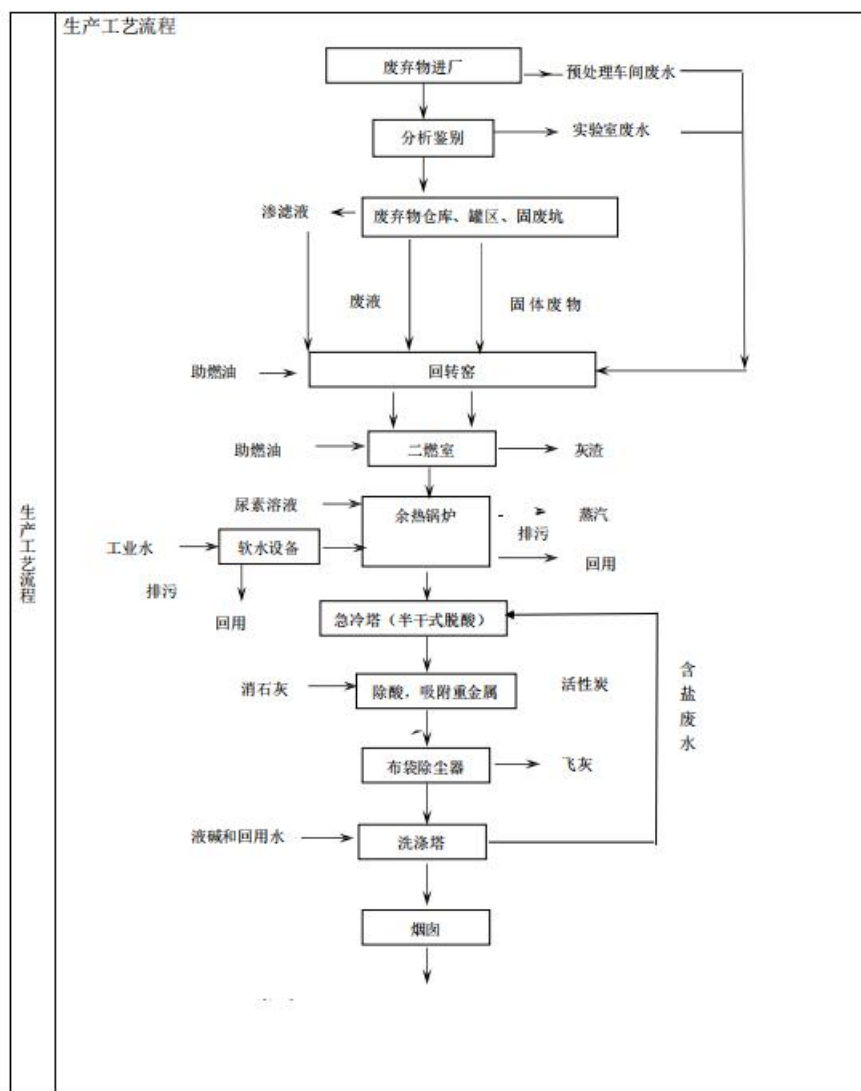 生产工艺流程
生产工艺流程
废弃物进厂
预处理车间废水
分析鉴别
实验室废水
渗滤液
废弃物仓库、罐区、固废坑
废液
固体废物
助燃油
回转窑
助燃油
二燃室
灰渣
尿素溶液
余热锅炉
蒸汽
排污
工业水
软水设备
回用
排污
回用
急冷塔（半干式脱酸）
含盐废水
消石灰
除酸，吸附重金属
活性炭
布袋除尘器
飞灰
液碱和回用水
洗涤塔
烟囱